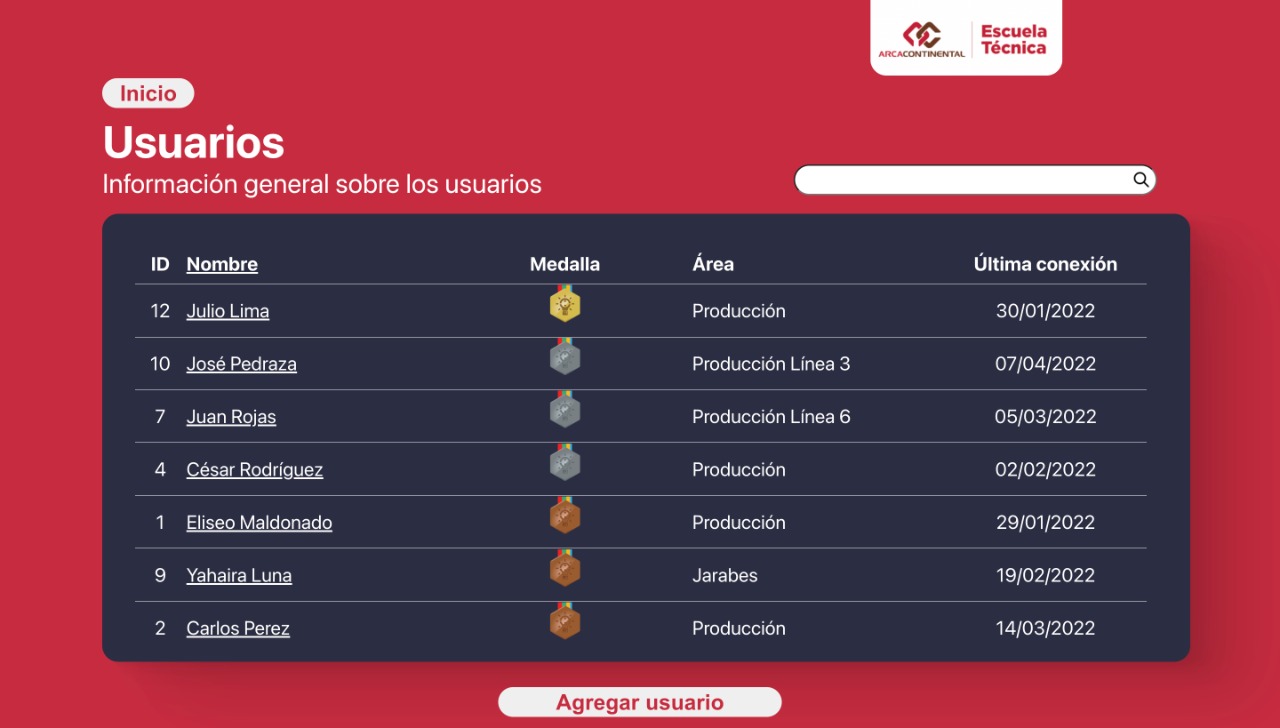 ARCACONTINENTAL
Escuela
Técnica
Inicio
Usuarios
Información general sobre los usuarios
ID Nombre Medalla Área Última conexión
12 Julio Lima Producción 30/01/2022
10 José Pedraza Producción Línea 3 07/04/2022
7 Juan Rojas Producción Línea 6 05/03/2022
4 César Rodríguez Producción 02/02/2022
1 Eliseo Maldonado Producción 29/01/2022
9 Yahaira Luna Jarabes 19/02/2022
2 Carlos Perez Producción 14/03/2022
Agregar usuario